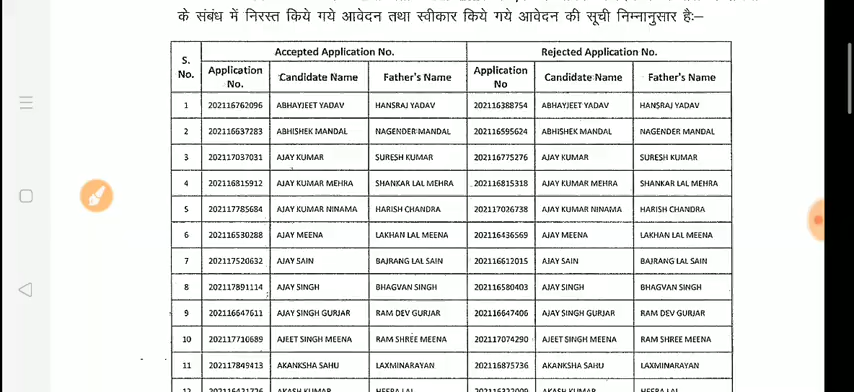 के संबंध में निरस्त किये गये आवेदन तथा स्वीकार किये गये आवेदन की सूची निम्नानुसार है:–
S. No. Accepted Application No. Rejected Application No.
Application No. Candidate Name Father's Name Application No Candidate Name Father's Name
1 202116762096 ABHAYJEET YADAV HANSRAJ YADAV 202116388754 ABHAYJEET YADAV HANSRAJ YADAV
2 202116637283 ABHISHEK MANDAL NAGENDER MANDAL 202116595624 ABHISHEK MANDAL NAGENDER MANDAL
3 202117037031 AJAY KUMAR SURESH KUMAR 202116775276 AJAY KUMAR SURESH KUMAR
4 202116815912 AJAY KUMAR MEHRA SHANKAR LAL MEHRA 202116815318 AJAY KUMAR MEHRA SHANKAR LAL MEHRA
5 202117785684 AJAY KUMAR NINAMA HARISH CHANDRA 202117026738 AJAY KUMAR NINAMA HARISH CHANDRA
6 202116530288 AJAY MEENA LAKHAN LAL MEENA 202116436569 AJAY MEENA LAKHAN LAL MEENA
7 202117520632 AJAY SAIN BAJRANG LAL SAIN 202116612015 AJAY SAIN BAJRANG LAL SAIN
8 202117891114 AJAY SINGH BHAGVAN SINGH 202116580403 AJAY SINGH BHAGVAN SINGH
9 202116647611 AJAY SINGH GURJAR RAM DEV GURJAR 202116647406 AJAY SINGH GURJAR RAM DEV GURJAR
10 202117710689 AJEET SINGH MEENA RAM SHREE MEENA 202117074290 AJEET SINGH MEENA RAM SHREE MEENA
11 202117849413 AKANKSHA SAHU LAXMINARAYAN 202116875736 AKANKSHA SAHU LAXMINARAYAN